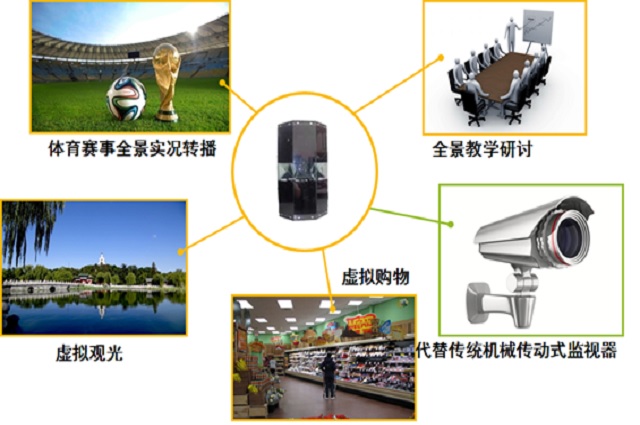 体育赛事全景实况转播
全景教学研讨
虚拟购物
虚拟观光
代替传统机械传动式监视器